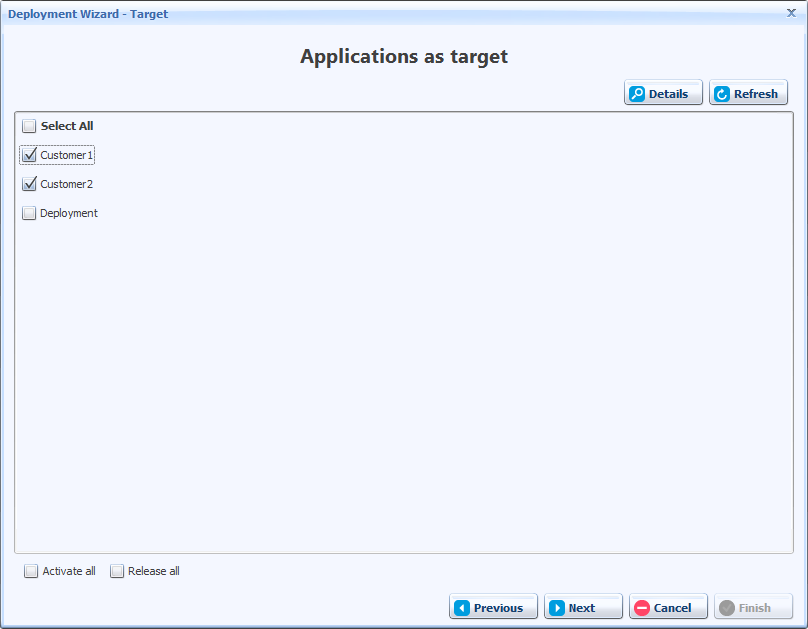 Deployment Wizard - Target
Applications as target
Details Refresh
Select All
Customer1
Customer2
Deployment
Activate all Release all
Previous Next Cancel Finish